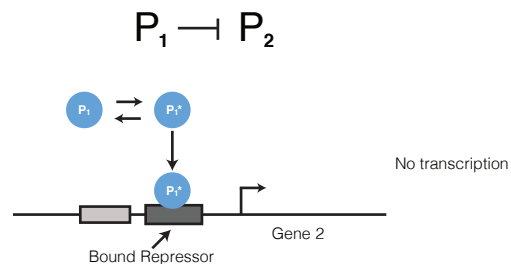 P₁ ⊣ P₂
P₁
P₁*
P₁*
No transcription
Gene 2
Bound Repressor